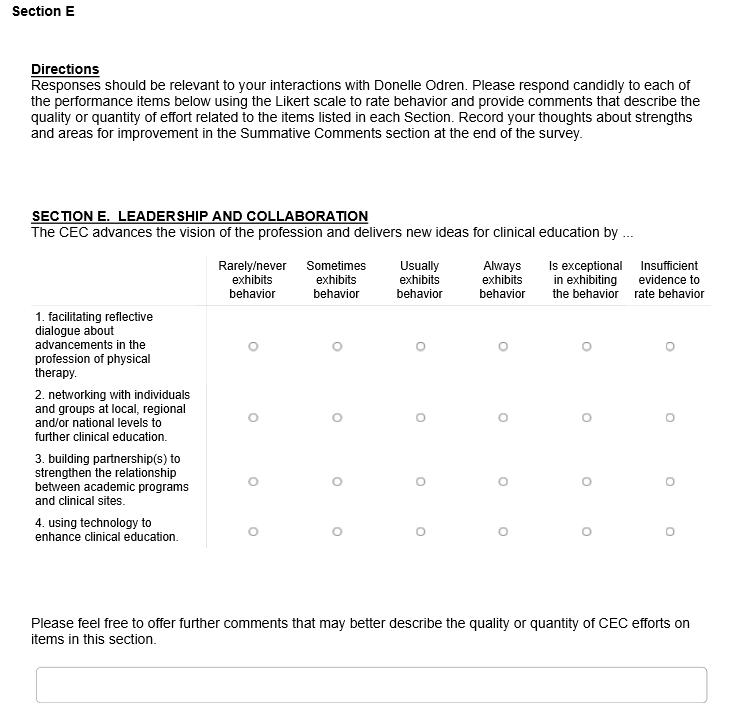 Section E
Directions
Responses should be relevant to your interactions with Donelle Odren. Please respond candidly to each of
the performance items below using the Likert scale to rate behavior and provide comments that describe the
quality or quantity of effort related to the items listed in each Section. Record your thoughts about strengths
and areas for improvement in the Summative Comments section at the end of the survey.
SECTION E. LEADERSHIP AND COLLABORATION
The CEC advances the vision of the profession and delivers new ideas for clinical education by ...
Rarely/never
exhibits
behavior
Sometimes
exhibits
behavior
Usually
exhibits
behavior
Always
exhibits
behavior
Is exceptional
in exhibiting
the behavior
Insufficient
evidence to
rate behavior
1. facilitating reflective
dialogue about
advancements in the
profession of physical
therapy.
2. networking with individuals
and groups at local, regional
and/or national levels to
further clinical education.
3. building partnership(s) to
strengthen the relationship
between academic programs
and clinical sites.
4. using technology to
enhance clinical education.
Please feel free to offer further comments that may better describe the quality or quantity of CEC efforts on
items in this section.